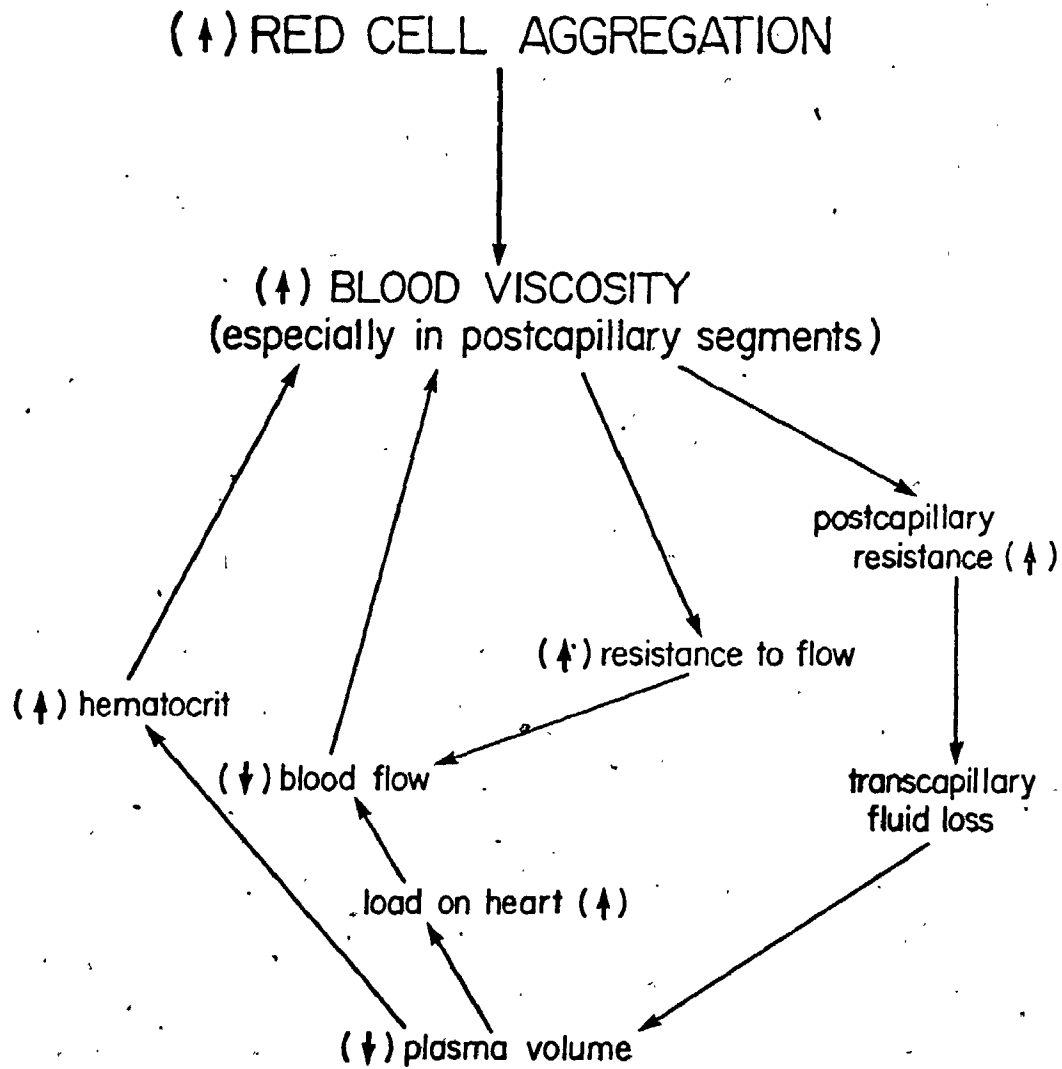 (↑) RED CELL AGGREGATION
(↑) BLOOD VISCOSITY
(especially in postcapillary segments)
postcapillary
resistance (↑)
(↑) resistance to flow
(↑) hematocrit
(↓) blood flow
transcapillary
fluid loss
load on heart (↑)
(↓) plasma volume